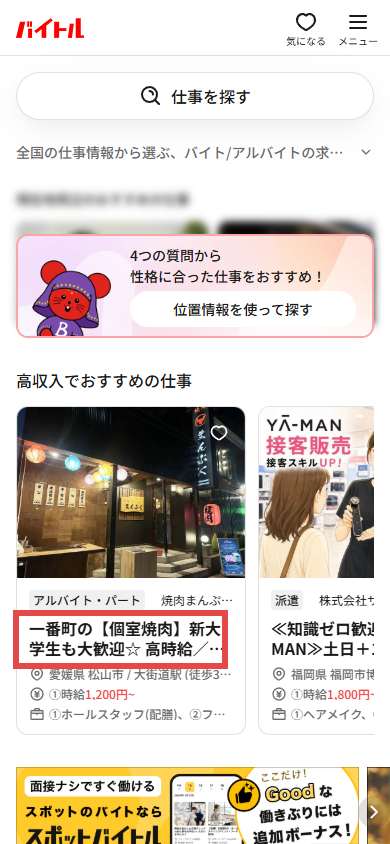 バイトル
気になる
メニュー
仕事を探す
全国の仕事情報から選ぶ、バイト/アルバイトの求…
4つの質問から
性格に合った仕事をおすすめ！
位置情報を使って探す
高収入でおすすめの仕事
アルバイト・パート
焼肉まんぷ…
一番町の【個室焼肉】新大
学生も大歓迎☆ 高時給／…
愛媛県 松山市 / 大街道駅 (徒歩3…
①時給1,200円~
①ホールスタッフ(配膳)、②フ…
YĀ-MAN
接客販売
接客スキルUP!
派遣
株式会社サ
≪知識ゼロ歓迎
MAN≫土日＋
福岡県 福岡市博
①時給1,800円~
①ヘアメイク、
面接ナシですぐ働ける
スポットのバイトなら
スポットバイトル
ここだけ!
Goodな
働きぶりには
追加ボーナス!